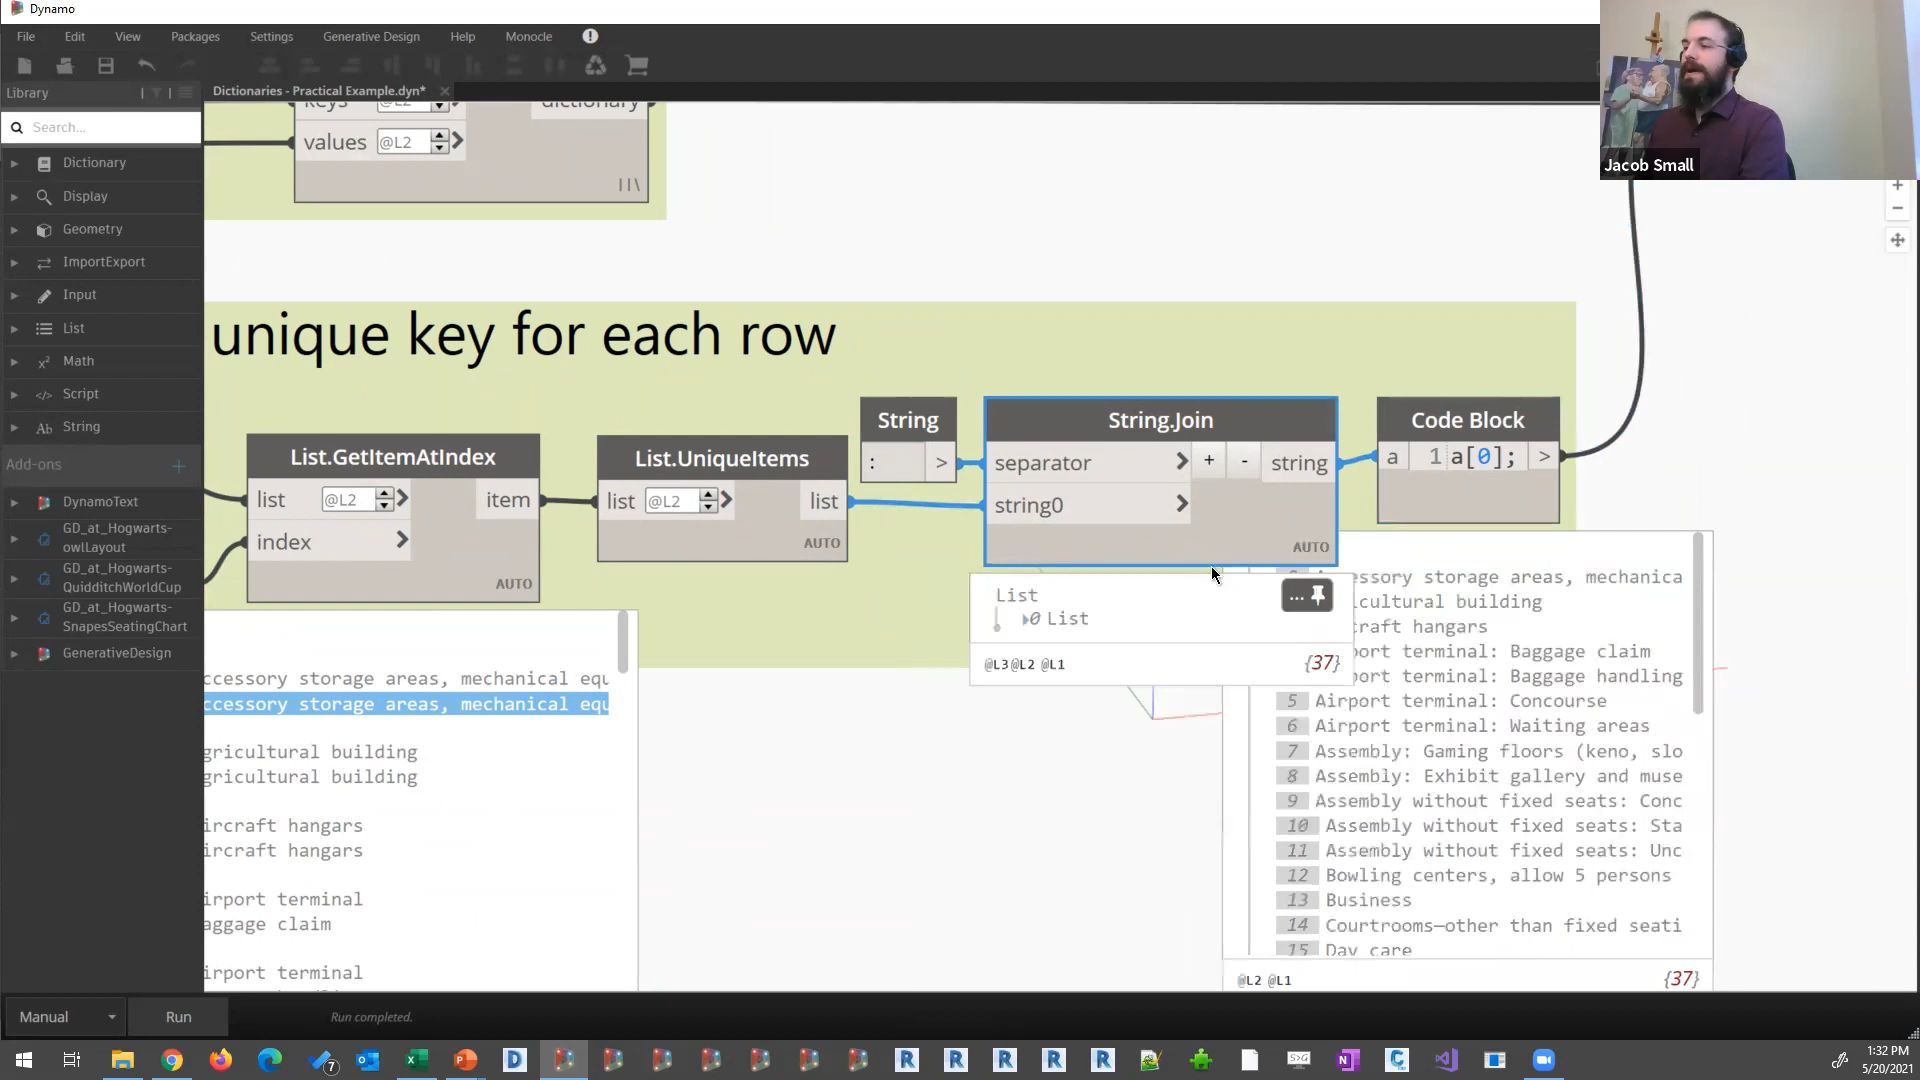 Dynamo
File Edit View Packages Settings Generative Design Help Monocle
Library
Dictionaries - Practical Example.dyn*
Search...
Dictionary
Display
Geometry
ImportExport
Input
List
Math
Script
String
Add-ons
DynamoText
GD_at_Hogwarts-
owlLayout
GD_at_Hogwarts-
QuidditchWorldCup
GD_at_Hogwarts-
SnapesSeatingChart
GenerativeDesign
keys @L2 dictionary
values @L2
unique key for each row
List.GetItemAtIndex
list @L2 > item
index >
AUTO
List.UniqueItems
list @L2 > list
AUTO
String
: >
String.Join
separator > + - string
string0 >
AUTO
Code Block
a 1 a[0]; >
List
0 List
@L3 @L2 @L1 {37}
ccessory storage areas, mechanical equ
ccessory storage areas, mechanical equ
gricultural building
gricultural building
ircraft hangars
ircraft hangars
irport terminal
aggage claim
irport terminal
essory storage areas, mechanica
icultural building
raft hangars
port terminal: Baggage claim
port terminal: Baggage handling
5 Airport terminal: Concourse
6 Airport terminal: Waiting areas
7 Assembly: Gaming floors (keno, slo
8 Assembly: Exhibit gallery and muse
9 Assembly without fixed seats: Conc
10 Assembly without fixed seats: Sta
11 Assembly without fixed seats: Unc
12 Bowling centers, allow 5 persons
13 Business
14 Courtrooms—other than fixed seati
15 Day care
@L2 @L1 {37}
Jacob Small
Manual Run Run completed.
1:32 PM
5/20/2021